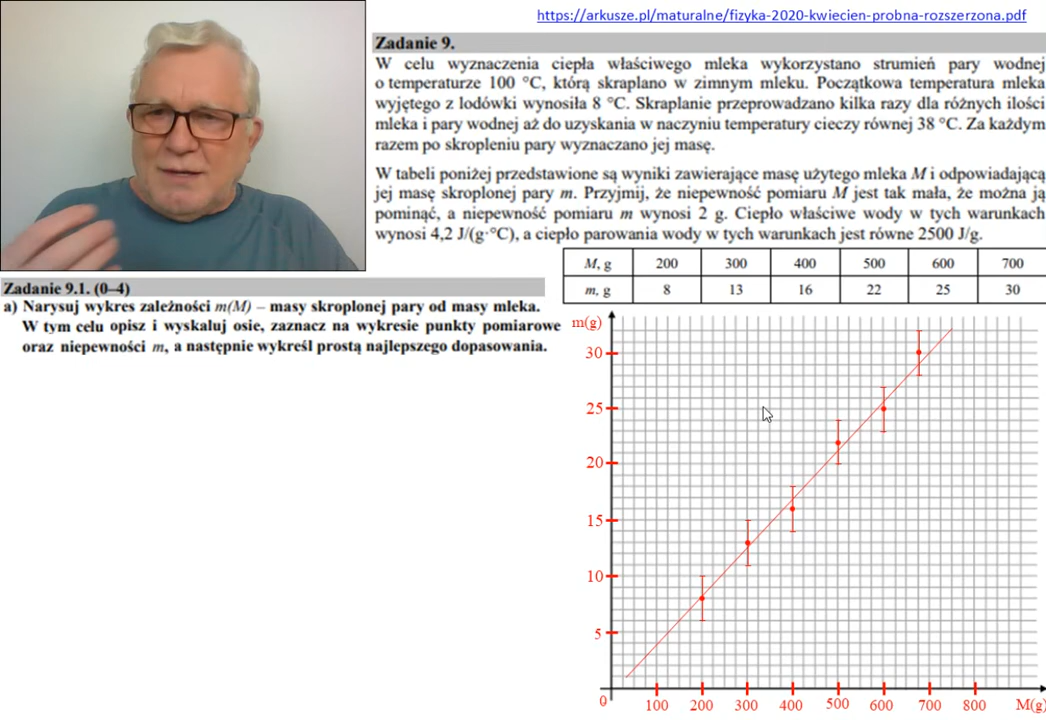 https://arkusze.pl/maturalne/fizyka-2020-kwiecien-probna-rozszerzona.pdf
Zadanie 9.
W celu wyznaczenia ciepła właściwego mleka wykorzystano strumień pary wodnej
o temperaturze 100 °C, którą skraplano w zimnym mleku. Początkowa temperatura mleka
wyjętego z lodówki wynosiła 8 °C. Skraplanie przeprowadzano kilka razy dla różnych ilości
mleka i pary wodnej aż do uzyskania w naczyniu temperatury cieczy równej 38 °C. Za każdym
razem po skropleniu pary wyznaczano jej masę.
W tabeli poniżej przedstawione są wyniki zawierające masę użytego mleka M i odpowiadającą
jej masę skroplonej pary m. Przyjmij, że niepewność pomiaru M jest tak mała, że można ją
pominąć, a niepewność pomiaru m wynosi 2 g. Ciepło właściwe wody w tych warunkach
wynosi 4,2 J/(g·°C), a ciepło parowania wody w tych warunkach jest równe 2500 J/g.
M, g 200 300 400 500 600 700
m, g 8 13 16 22 25 30
Zadanie 9.1. (0–4)
a) Narysuj wykres zależności m(M) – masy skroplonej pary od masy mleka.
W tym celu opisz i wyskaluj osie, zaznacz na wykresie punkty pomiarowe
oraz niepewności m, a następnie wykreśl prostą najlepszego dopasowania.
m(g)
30
25
20
15
10
5
0 100 200 300 400 500 600 700 800 M(g)